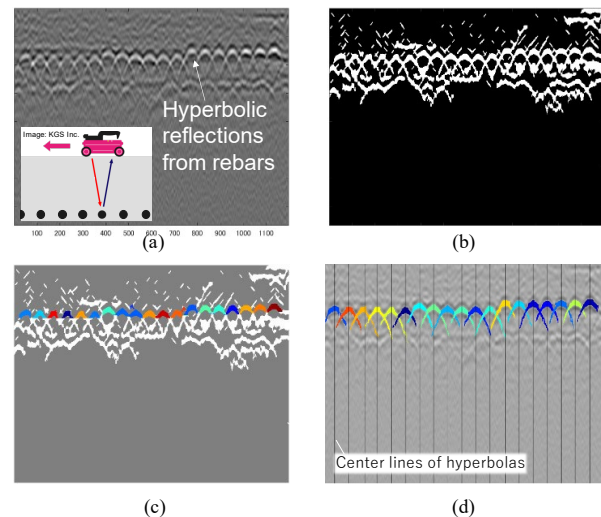 Hyperbolic
reflections
from rebars
Image: KGS Inc.
100 200 300 400 500 600 700 800 900 1000 1100
(a)
(b)
Center lines of hyperbolas
(c)
(d)